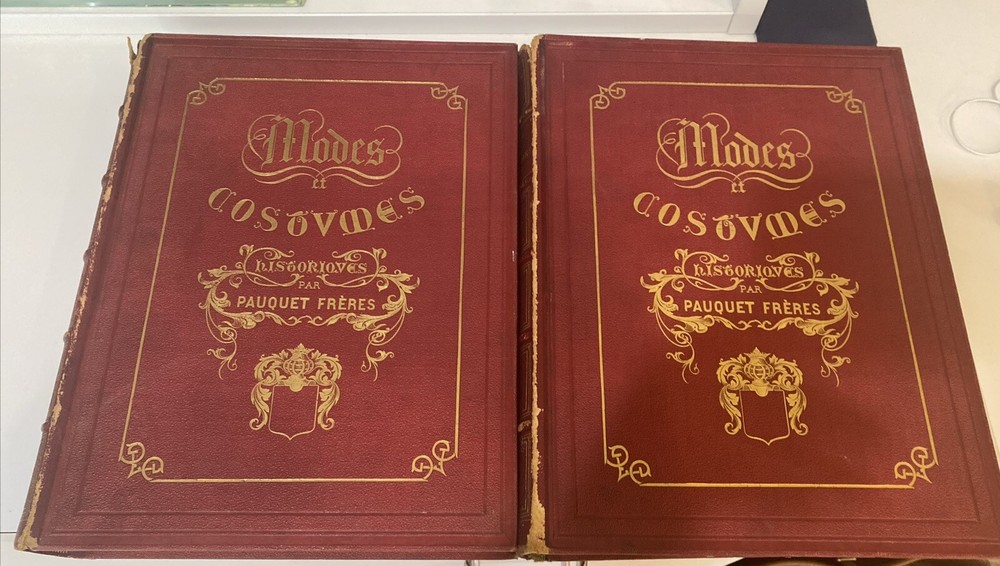 Modes
et
COSTVMES
HISTORIQVES
PAR
PAUQUET FRÈRES
Modes
et
COSTVMES
HISTORIQVES
PAR
PAUQUET FRÈRES